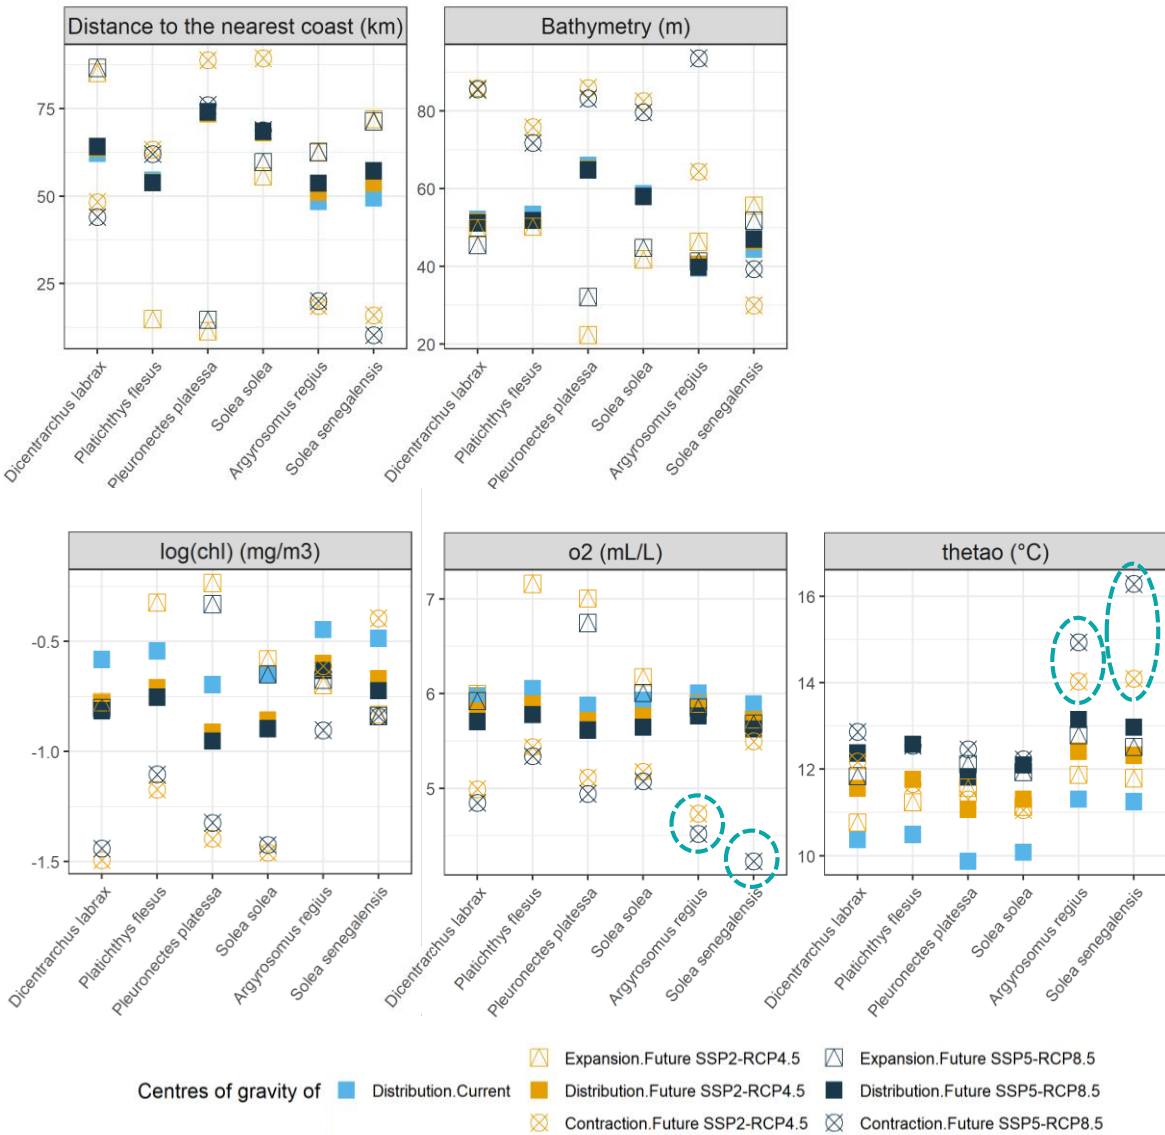 Distance to the nearest coast (km)
Bathymetry (m)
75
50
25
80
60
40
20
Dicentrarchus labrax
Platichthys flesus
Pleuronectes platessa
Solea solea
Argyrosomus regius
Solea senegalensis
Dicentrarchus labrax
Platichthys flesus
Pleuronectes platessa
Solea solea
Argyrosomus regius
Solea senegalensis
log(chl) (mg/m3)
o2 (mL/L)
thetao (°C)
-0.5
-1.0
-1.5
7
6
5
16
14
12
10
Dicentrarchus labrax
Platichthys flesus
Pleuronectes platessa
Solea solea
Argyrosomus regius
Solea senegalensis
Dicentrarchus labrax
Platichthys flesus
Pleuronectes platessa
Solea solea
Argyrosomus regius
Solea senegalensis
Dicentrarchus labrax
Platichthys flesus
Pleuronectes platessa
Solea solea
Argyrosomus regius
Solea senegalensis
Expansion.Future SSP2-RCP4.5
Expansion.Future SSP5-RCP8.5
Centres of gravity of
Distribution.Current
Distribution.Future SSP2-RCP4.5
Distribution.Future SSP5-RCP8.5
Contraction.Future SSP2-RCP4.5
Contraction.Future SSP5-RCP8.5